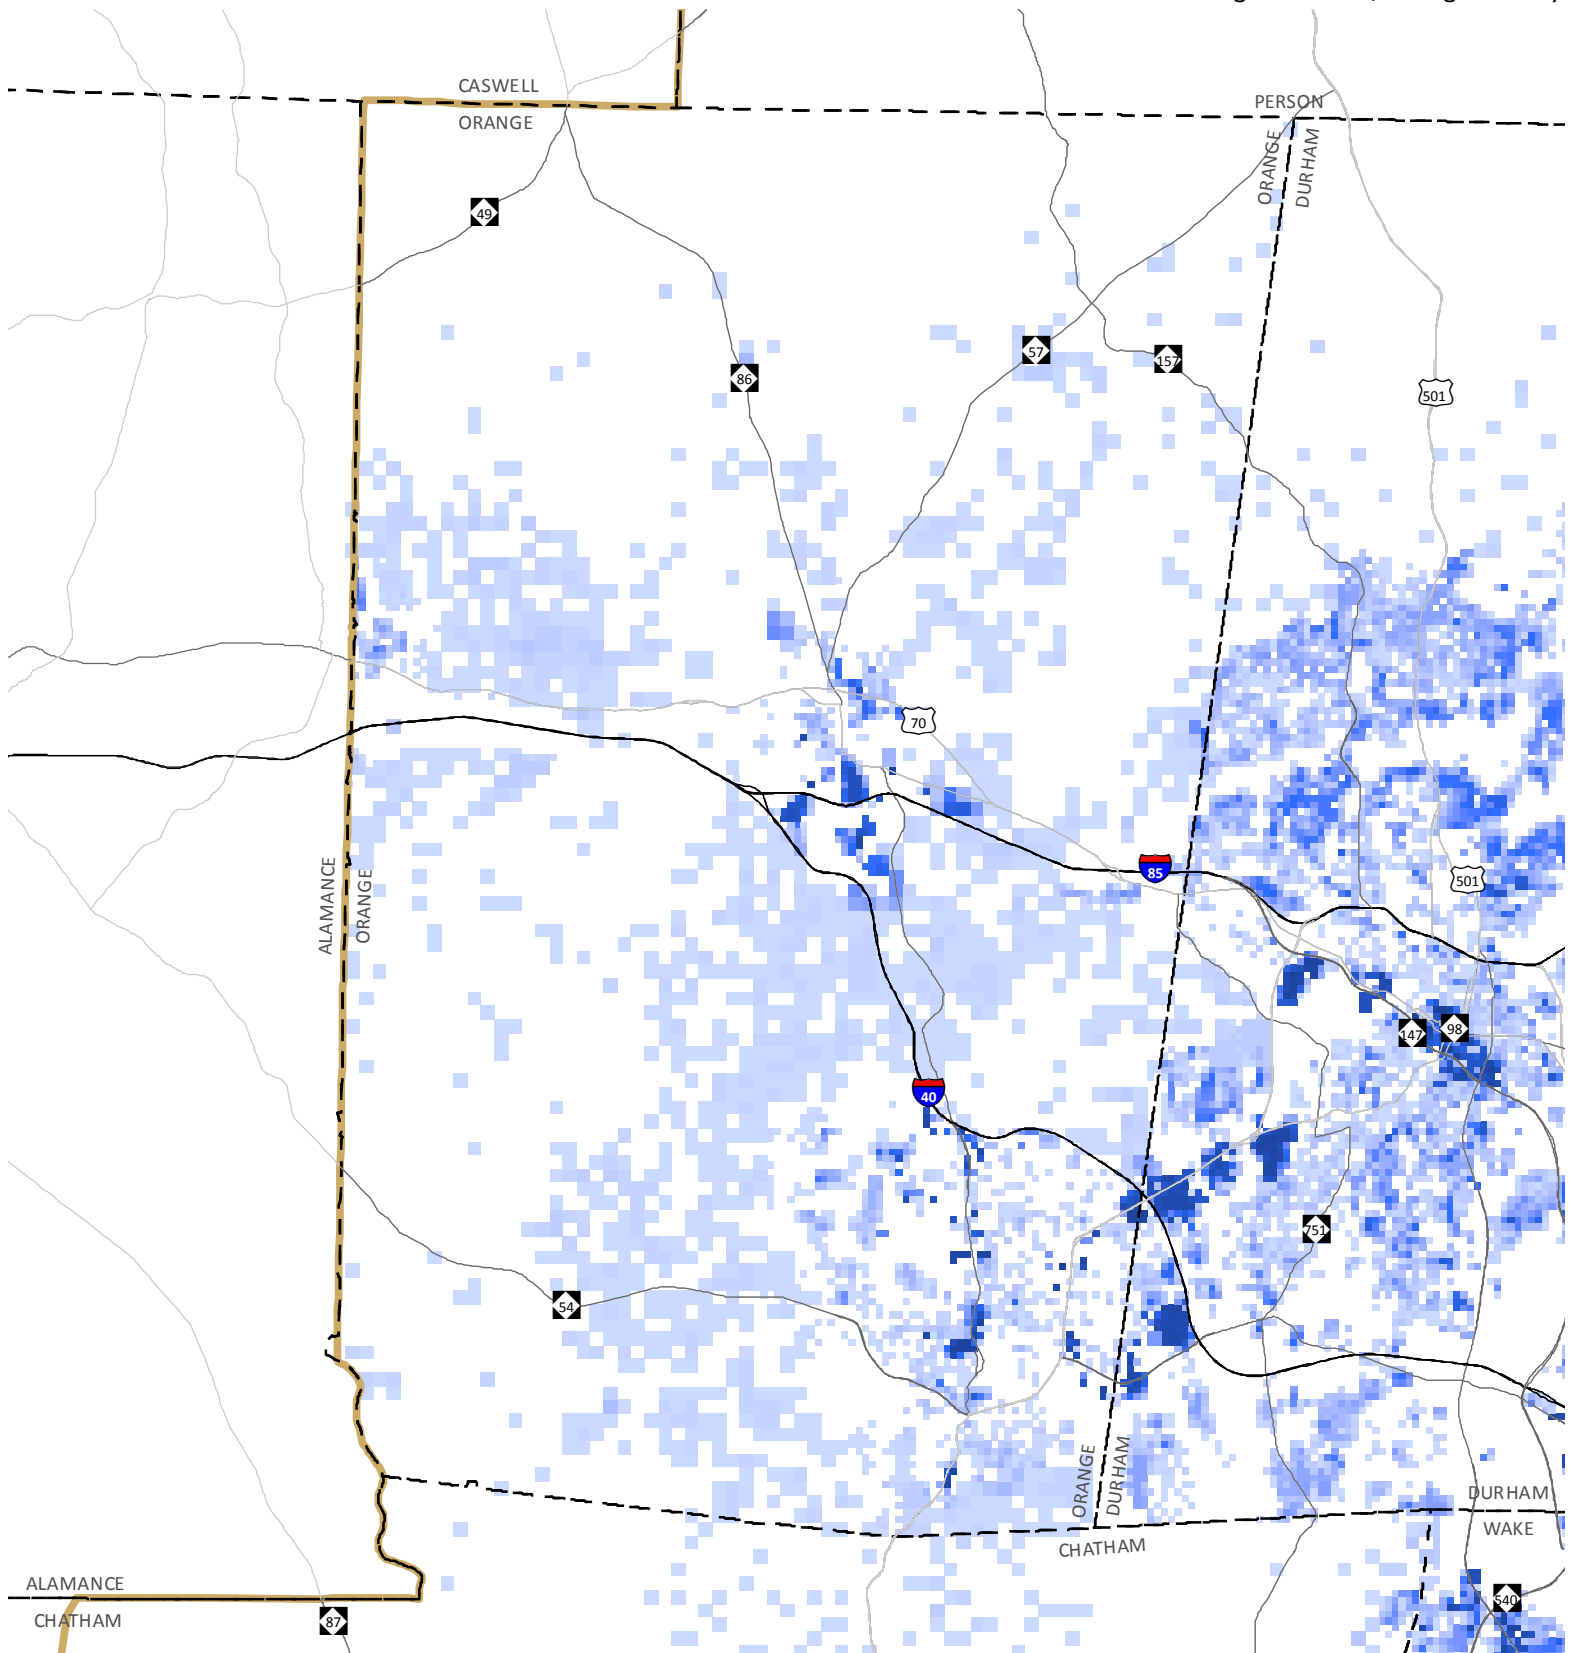 CASWELL
ORANGE
PERSON
ORANGE
DURHAM
49
57
86
157
501
70
ALAMANCE
ORANGE
85
501
147
98
40
751
54
ORANGE
DURHAM
DURHAM
WAKE
CHATHAM
ALAMANCE
CHATHAM
87
540